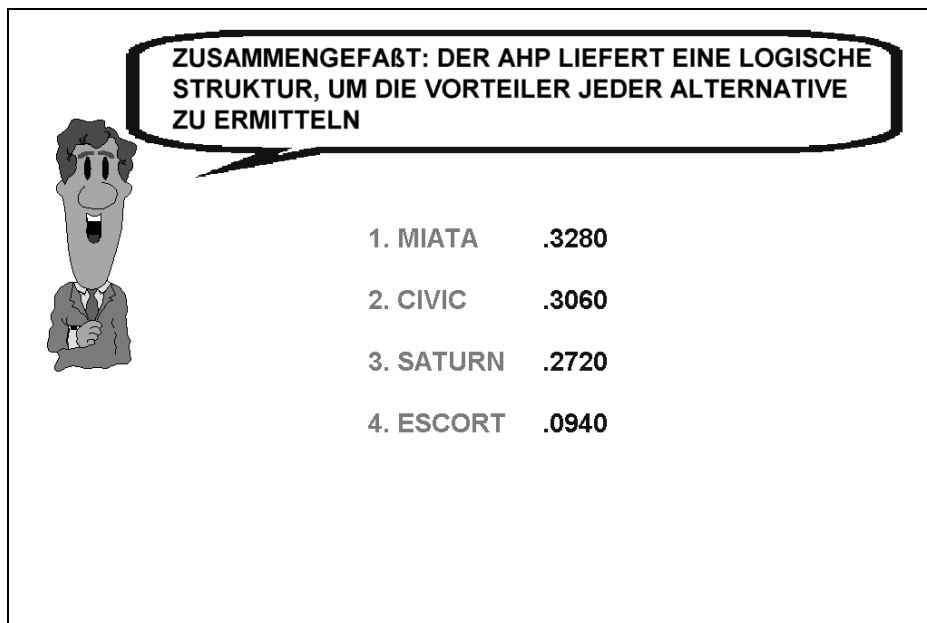 ZUSAMMENGEFAßT: DER AHP LIEFERT EINE LOGISCHE
STRUKTUR, UM DIE VORTEILER JEDER ALTERNATIVE
ZU ERMITTELN
1. MIATA .3280
2. CIVIC .3060
3. SATURN .2720
4. ESCORT .0940